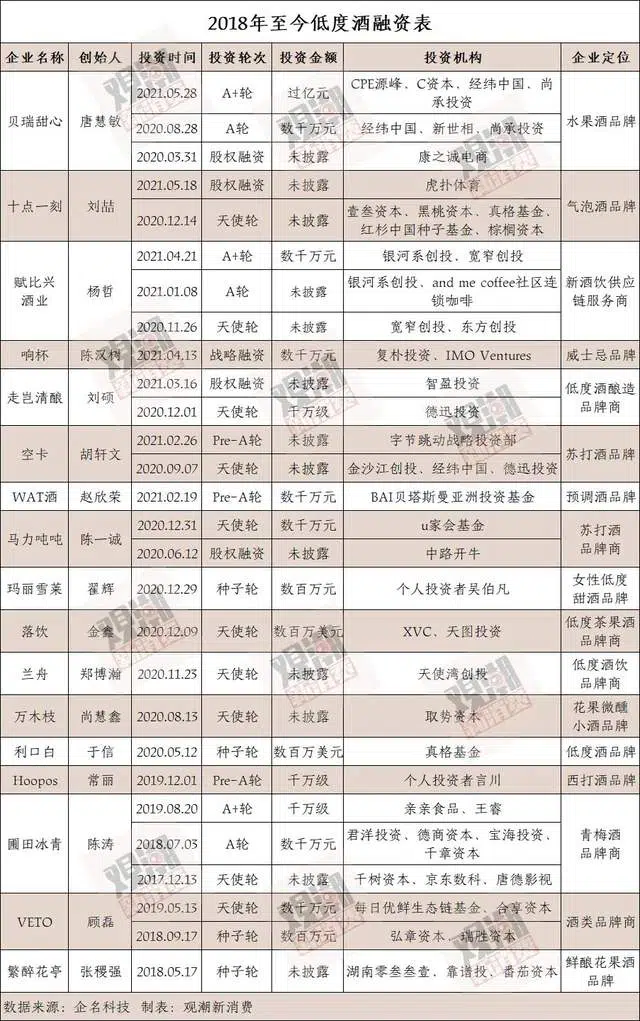 2018年至今低度酒融资表
企业名称 创始人 投资时间 投资轮次 投资金额 投资机构 企业定位
贝瑞甜心 唐慧敏 2021.05.28 A+轮 过亿元 CPE源峰、C资本、经纬中国、尚承投资 水果酒品牌
2020.08.28 A轮 数千万元 经纬中国、新世相、尚承投资
2020.03.31 股权融资 未披露 康之诚电商
十点一刻 刘喆 2021.05.18 股权融资 未披露 虎扑体育 气泡酒品牌
2020.12.14 天使轮 未披露 壹叁资本、黑桃资本、真格基金、红杉中国种子基金、棕榈资本
赋比兴酒业 杨哲 2021.04.21 A+轮 数千万元 银河系创投、宽窄创投 新酒饮供应链服务商
2021.01.08 A轮 未披露 银河系创投、and me coffee社区连锁咖啡
2020.11.26 天使轮 未披露 宽窄创投、东方创投
响杯 陈汉树 2021.04.13 战略融资 数千万元 复朴投资、IMO Ventures 威士忌品牌
走岂清酿 刘硕 2021.03.16 股权融资 未披露 智盈投资 低度酒酿造品牌商
2020.12.01 天使轮 千万级 德迅投资
空卡 胡轩文 2021.02.26 Pre-A轮 未披露 字节跳动战略投资部 苏打酒品牌
2020.09.07 天使轮 未披露 金沙江创投、经纬中国、德迅投资
WAT酒 赵欣荣 2021.02.19 Pre-A轮 数千万元 BAI贝塔斯曼亚洲投资基金 预调酒品牌
马力吨吨 陈一诚 2020.12.31 天使轮 数千万元 u家会基金 苏打酒品牌商
2020.06.12 股权融资 未披露 中路开牛
玛丽雪莱 翟辉 2020.12.29 种子轮 数百万元 个人投资者吴伯凡 女性低度甜酒品牌
落饮 金鑫 2020.12.09 天使轮 数百万美元 XVC、天图投资 低度茶果酒品牌商
兰舟 郑博瀚 2020.11.23 天使轮 未披露 天使湾创投 低度酒饮品牌商
万木枝 尚慧鑫 2020.08.13 天使轮 未披露 取势资本 花果微醺小酒品牌
利口白 于信 2020.05.12 种子轮 数百万美元 真格基金 低度酒品牌
Hoopos 常丽 2019.12.01 Pre-A轮 千万级 个人投资者言川 西打酒品牌
圃田冰青 陈涛 2019.08.20 A+轮 千万级 亲亲食品、王睿 青梅酒品牌商
2018.07.03 A轮 数千万元 君洋投资、德商资本、宝海投资、千章资本
2017.12.13 天使轮 未披露 千树资本、京东数科、唐德影视
VETO 顾磊 2019.05.13 天使轮 数千万元 每日优鲜生态链基金、合享资本 酒类品牌商
2018.09.17 种子轮 数百万元 弘章资本、瑞胜资本
繁醉花亭 张稷强 2018.05.17 种子轮 未披露 湖南零叁叁壹、靠谱投、番茄资本 鲜酿花果酒品牌
数据来源：企名科技 制表：观潮新消费